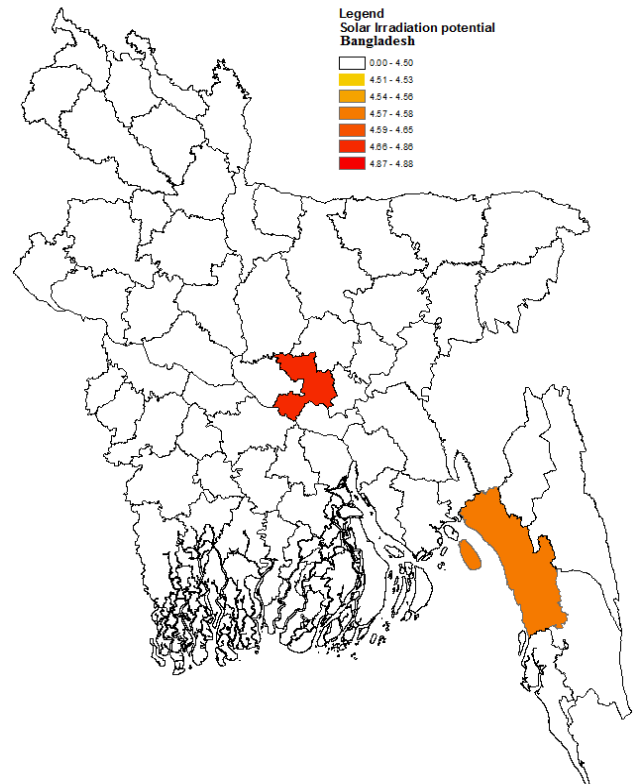 Legend
Solar Irradiation potential
Bangladesh
0.00 - 4.50
4.51 - 4.53
4.54 - 4.56
4.57 - 4.58
4.59 - 4.65
4.66 - 4.86
4.87 - 4.88